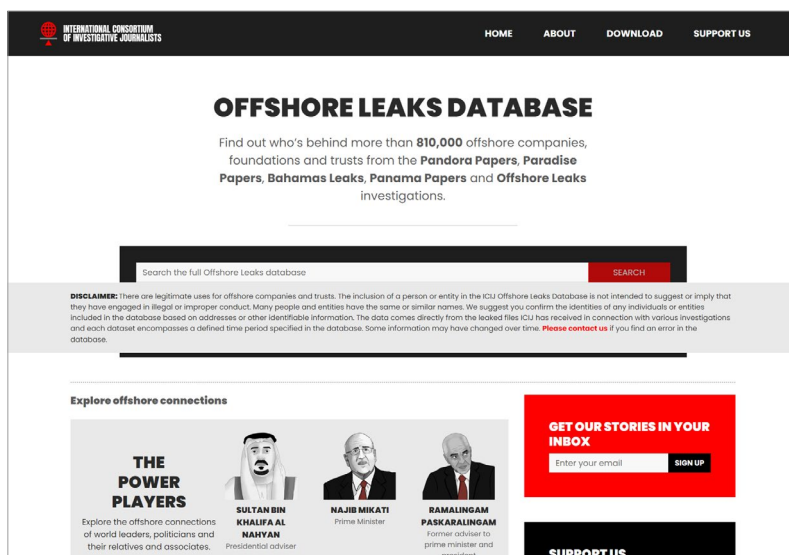 INTERNATIONAL CONSORTIUM
OF INVESTIGATIVE JOURNALISTS
HOME ABOUT DOWNLOAD SUPPORT US
OFFSHORE LEAKS DATABASE
Find out who's behind more than 810,000 offshore companies,
foundations and trusts from the Pandora Papers, Paradise
Papers, Bahamas Leaks, Panama Papers and Offshore Leaks
investigations.
Search the full Offshore Leaks database SEARCH
DISCLAIMER: There are legitimate uses for offshore companies and trusts. The inclusion of a person or entity in the ICIJ Offshore Leaks Database is not intended to suggest or imply that
they have engaged in illegal or improper conduct. Many people and entities have the same or similar names. We suggest you confirm the identities of any individuals or entities
included in the database based on addresses or other identifiable information. The data comes directly from the leaked files ICIJ has received in connection with various investigations
and each dataset encompasses a defined time period specified in the database. Some information may have changed over time. Please contact us if you find an error in the
database.
Explore offshore connections
THE
POWER
PLAYERS
Explore the offshore connections
of world leaders, politicians and
their relatives and associates.
SULTAN BIN
KHALIFA AL
NAHYAN
Presidential adviser
NAJIB MIKATI
Prime Minister
RAMALINGAM
PASKARALINGAM
Former adviser to
prime minister and
president
GET OUR STORIES IN YOUR
INBOX
Enter your email SIGN UP
SUPPORT US